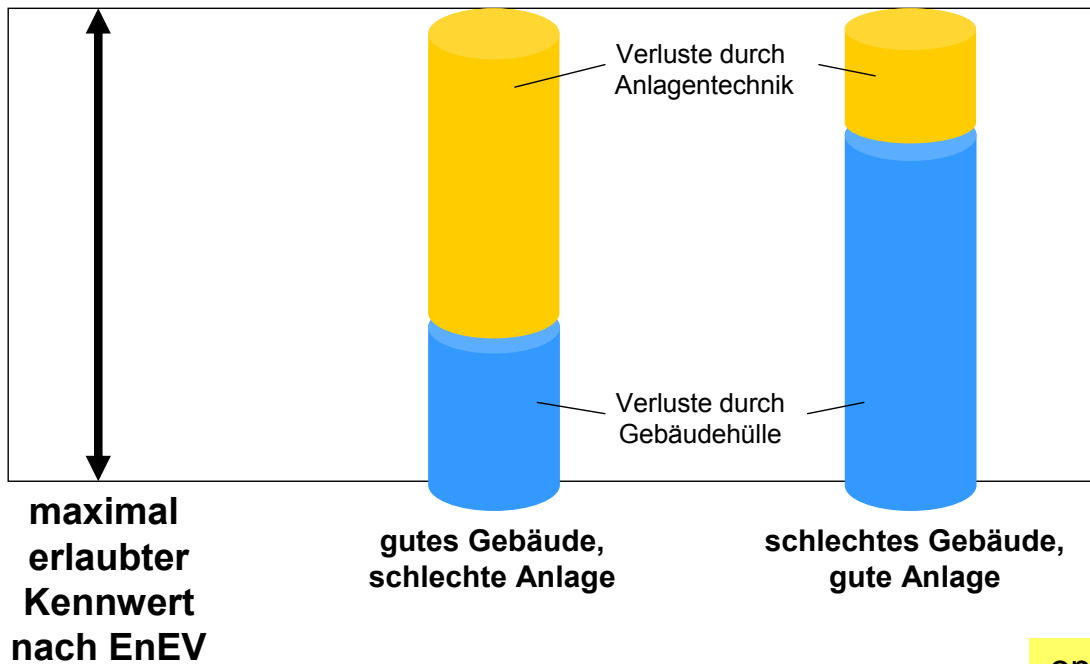 Verluste durch
Anlagentechnik
Verluste durch
Gebäudehülle
maximal
erlaubter
Kennwert
nach EnEV
gutes Gebäude,
schlechte Anlage
schlechtes Gebäude,
gute Anlage